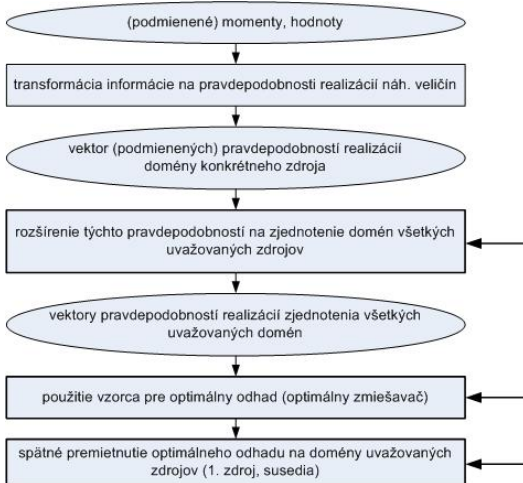 (podmienené) momenty, hodnoty
transformácia informácie na pravdepodobnosti realizácií náh. veličín
vektor (podmienených) pravdepodobností realizácií
domény konkrétneho zdroja
rozšírenie týchto pravdepodobností na zjednotenie domén všetkých
uvažovaných zdrojov
vektory pravdepodobností realizácií zjednotenia všetkých
uvažovaných domén
použitie vzorca pre optimálny odhad (optimálny zmiešavač)
spätné premietnutie optimálneho odhadu na domény uvažovaných
zdrojov (1. zdroj, susedia)